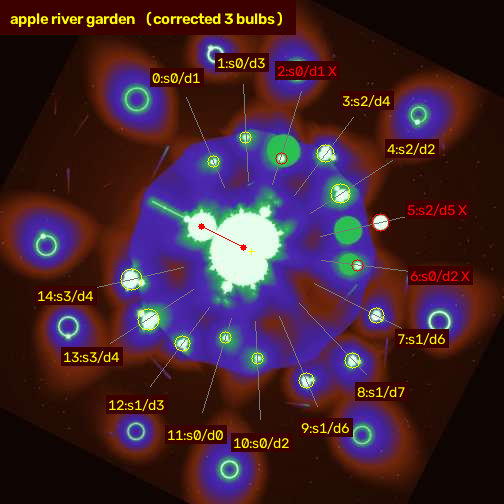 apple river garden (corrected 3 bulbs)
1:s0/d3
0:s0/d1
2:s0/d1 X
3:s2/d4
4:s2/d2
5:s2/d5 X
6:s0/d2 X
14:s3/d4
7:s1/d6
13:s3/d4
8:s1/d7
12:s1/d3
9:s1/d6
11:s0/d0
10:s0/d2